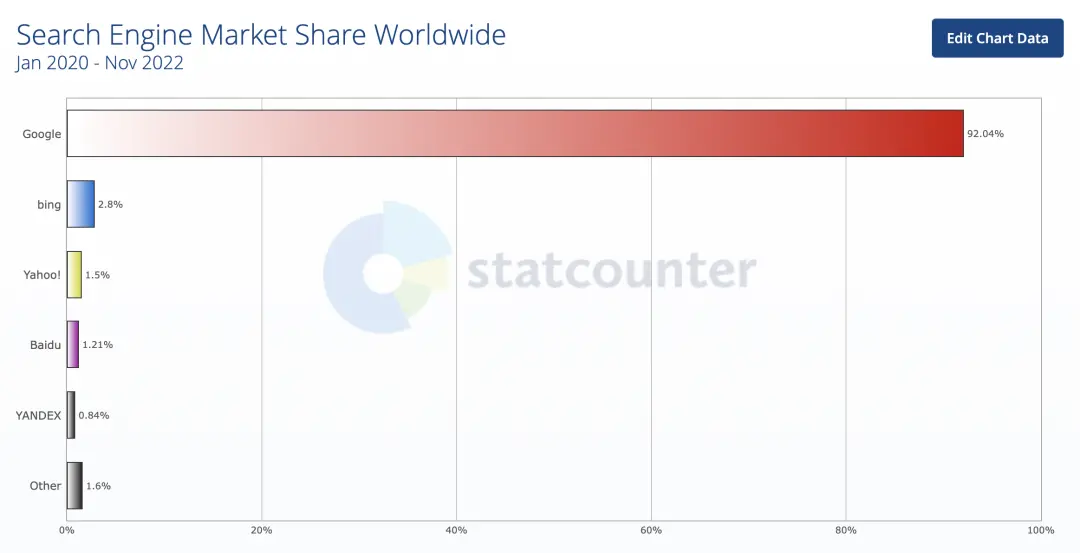 Search Engine Market Share Worldwide
Jan 2020 - Nov 2022
Edit Chart Data
Google 92.04%
bing 2.8%
statcounter
Yahoo! 1.5%
Baidu 1.21%
YANDEX 0.84%
Other 1.6%
0% 20% 40% 60% 80% 100%